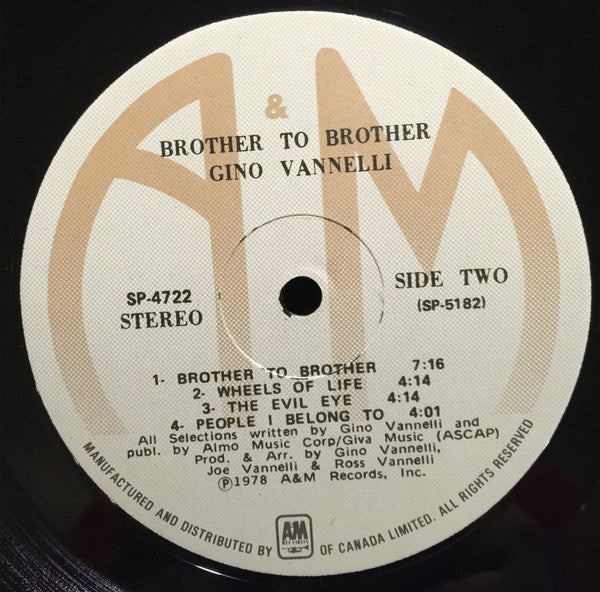 A&M
BROTHER TO BROTHER
GINO VANNELLI
SP-4722
STEREO
SIDE TWO
(SP-5182)
1- BROTHER TO BROTHER 7:16
2- WHEELS OF LIFE 4:14
3- THE EVIL EYE 4:14
4- PEOPLE I BELONG TO 4:01
All Selections written by Gino Vannelli and
publ. by Almo Music Corp/Giva Music (ASCAP)
Prod. & Arr. by Gino Vannelli,
Joe Vannelli & Ross Vannelli
℗1978 A&M Records, Inc.
MANUFACTURED AND DISTRIBUTED BY A&M RECORDS OF CANADA LIMITED. ALL RIGHTS RESERVED